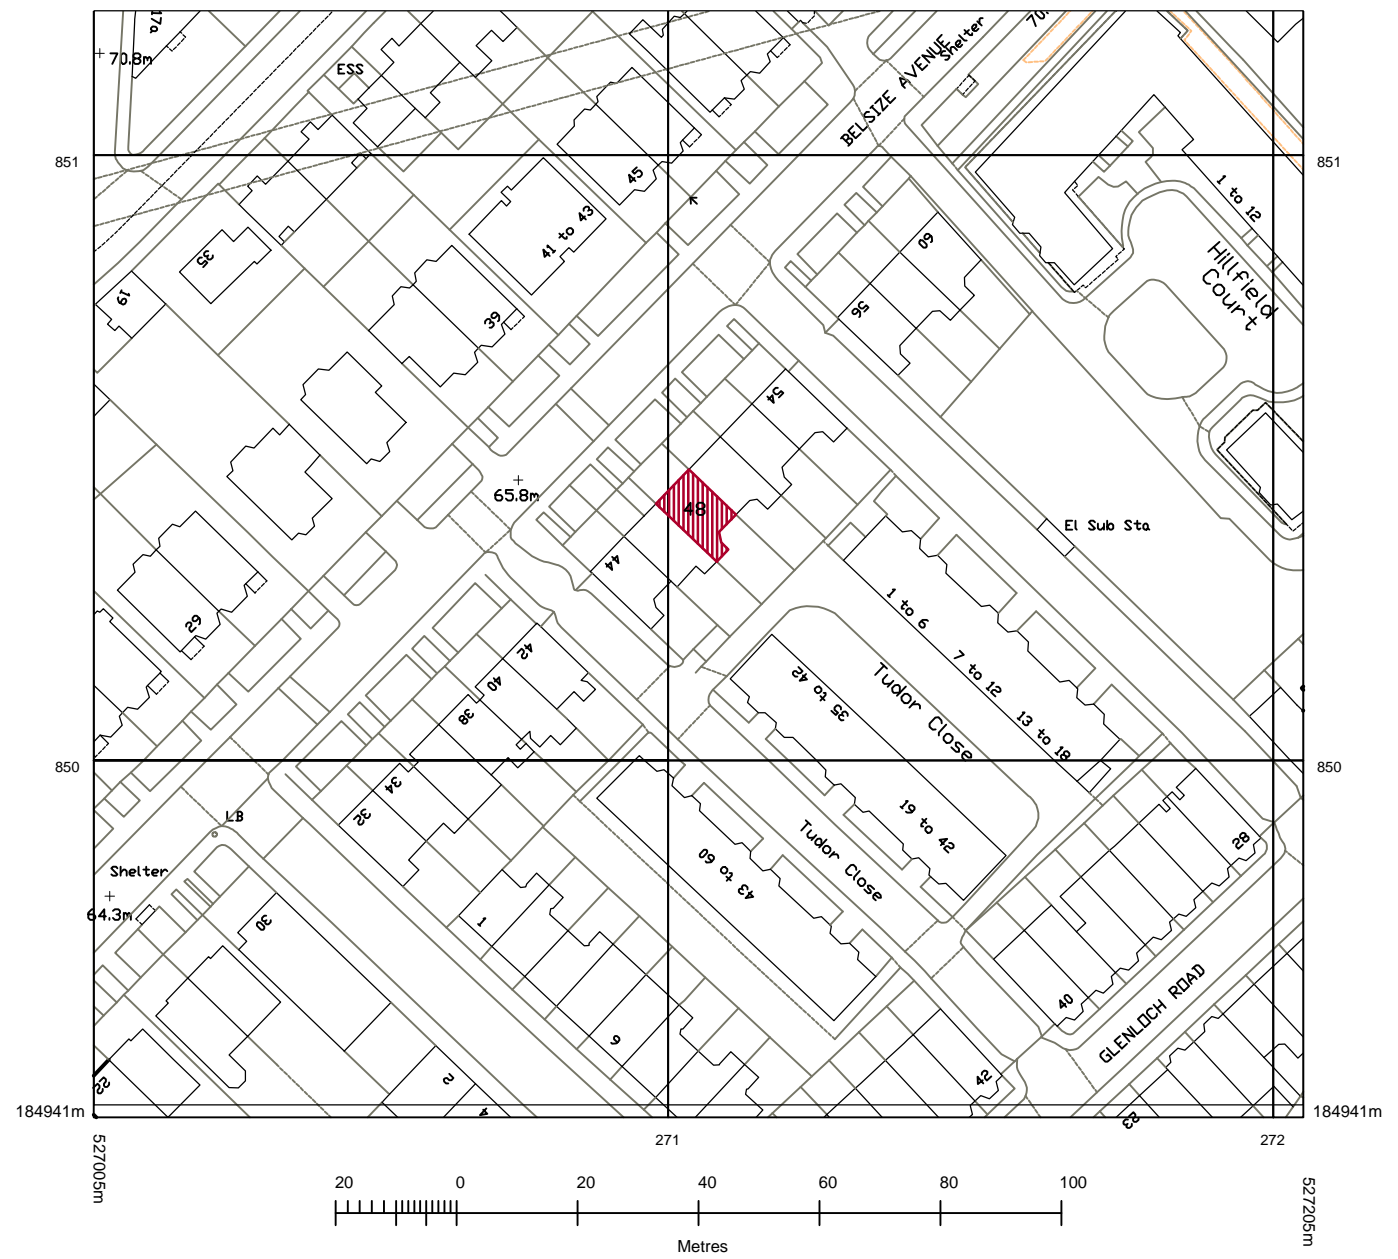 17a
70.8m
ESS
70.
Shelter
BELSIZE AVENUE
851
851
45
41 to 43
1 to 12
35
19
39
60
56
Hillfield
Court
54
65.8m
48
44
El Sub Sta
29
42
40
38
1 to 6
7 to 12
13 to 18
35 to 42
Tudor Close
850
850
34
32
LB
Shelter
64.3m
19 to 42
Tudor Close
43 to 60
28
30
1
9
40
GLENLOCH ROAD
42
22
2
4
23
184941m
184941m
527005m
271
272
527205m
20 0 20 40 60 80 100
Metres